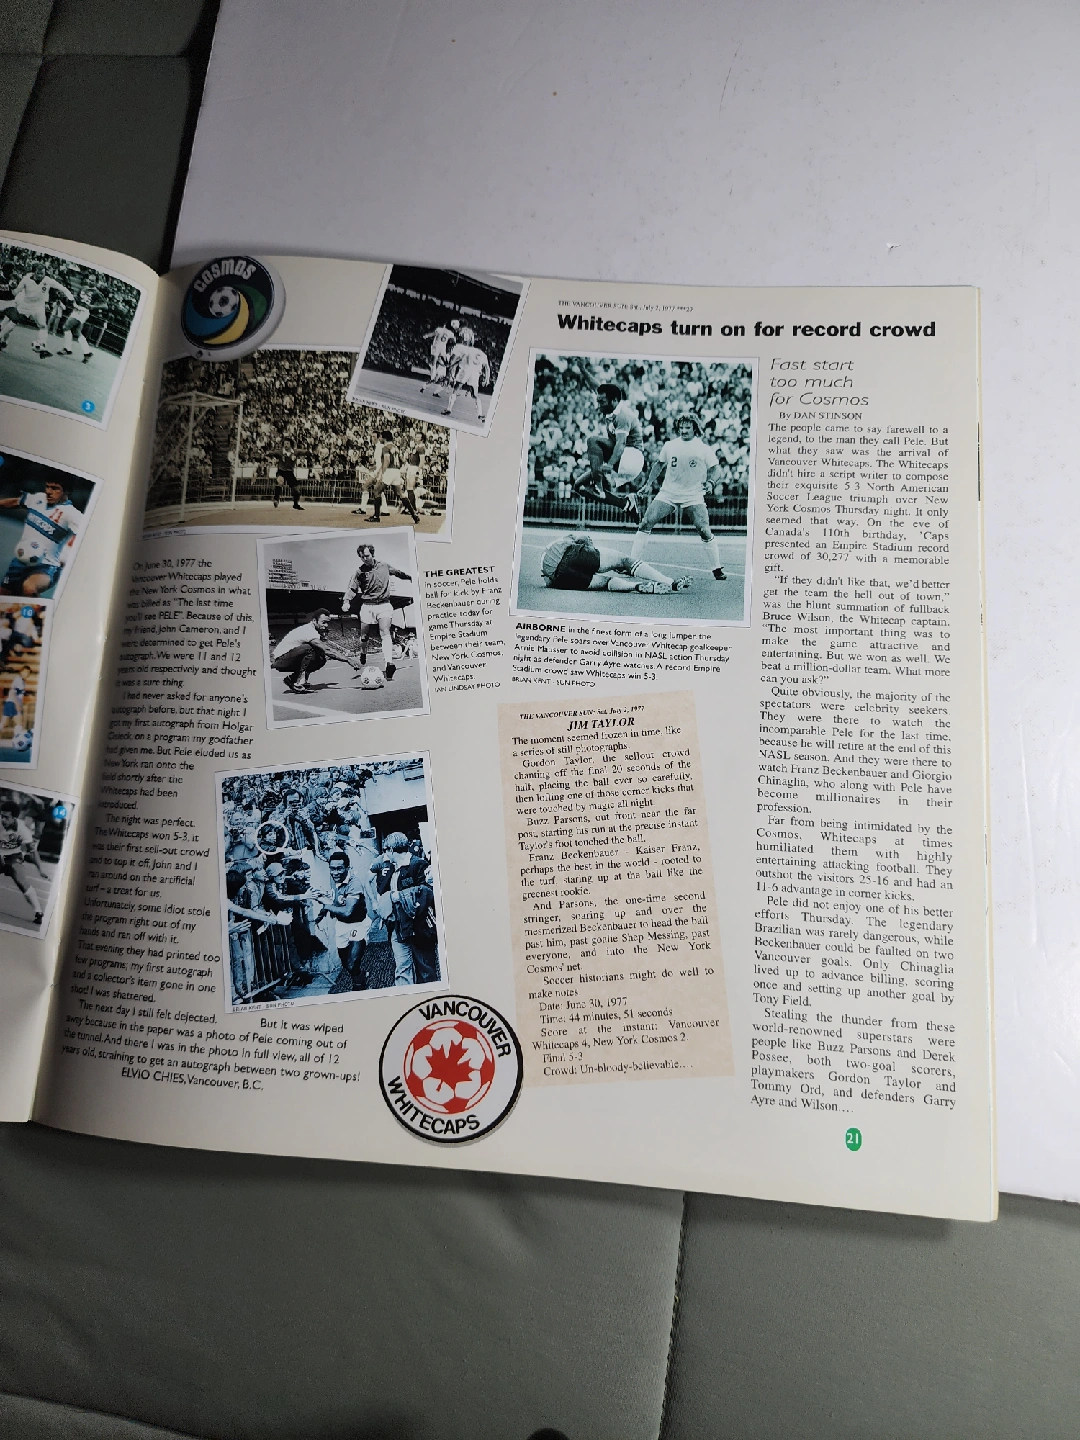 3
10
14
COSMOS
THE VANCOUVER SUN: Sat., July 2, 1977
Whitecaps turn on for record crowd
Fast start
too much
for Cosmos
By DAN STINSON
The people came to say farewell to a
legend, to the man they call Pele. But
what they saw was the arrival of
Vancouver Whitecaps. The Whitecaps
didn't hire a script writer to compose
their exquisite 5-3 North American
Soccer League triumph over New
York Cosmos Thursday night. It only
seemed that way. On the eve of
Canada's 110th birthday, 'Caps
presented an Empire Stadium record
crowd of 30,277 with a memorable
gift.
"If they didn't like that, we'd better
get the team the hell out of town,"
was the blunt summation of fullback
Bruce Wilson, the Whitecap captain.
"The most important thing was to
make the game attractive and
entertaining. But we won as well. We
beat a million-dollar team. What more
can you ask?"
Quite obviously, the majority of the
spectators were celebrity seekers.
They were there to watch the
incomparable Pele for the last time,
because he will retire at the end of this
NASL season. And they were there to
watch Franz Beckenbauer and Giorgio
Chinaglia, who along with Pele have
become millionaires in their
profession.
Far from being intimidated by the
Cosmos, Whitecaps at times
humiliated them with highly
entertaining attacking football. They
outshot the visitors 25-16 and had an
11-6 advantage in corner kicks.
Pele did not enjoy one of his better
efforts Thursday. The legendary
Brazilian was rarely dangerous, while
Beckenbauer could be faulted on two
Vancouver goals. Only Chinaglia
lived up to advance billing, scoring
once and setting up another goal by
Tony Field.
Stealing the thunder from these
world-renowned superstars were
people like Buzz Parsons and Derek
Possee, both two-goal scorers,
playmakers Gordon Taylor and
Tommy Ord, and defenders Garry
Ayre and Wilson....
AIRBORNE in the finest form of a long jumper, the
legendary Pele soars over Vancouver Whitecap goalkeeper
Arnie Mausser to avoid collision in NASL action Thursday
night as defender Garry Ayre watches. A record Empire
Stadium crowd saw Whitecaps win 5-3.
BRIAN KENT - SUN PHOTO
THE GREATEST
in soccer, Pele holds
ball for kick by Franz
Beckenbauer during
practice today for
game Thursday at
Empire Stadium
between their team,
New York Cosmos,
and Vancouver
Whitecaps.
IAN LINDSAY PHOTO
THE VANCOUVER SUN: Sat, July 2, 1977
JIM TAYLOR
The moment seemed frozen in time, like
a series of still photographs.
Gordon Taylor, the sellout crowd
chanting off the final 20 seconds of the
half, placing the ball ever so carefully,
then lofting one of those corner kicks that
were touched by magic all night.
Buzz Parsons, out front near the far
post, starting his run at the precise instant
Taylor's foot touched the ball.
Franz Beckenbauer - Kaiser Franz,
perhaps the best in the world - rooted to
the turf, staring up at the ball like the
greenest rookie.
And Parsons, the one-time second
stringer, soaring up and over the
mesmerized Beckenbauer to head the ball
past him, past goalie Shep Messing, past
everyone, and into the New York
Cosmos' net.
Soccer historians might do well to
make notes
Date: June 30, 1977
Time: 44 minutes, 51 seconds
Score at the instant: Vancouver
Whitecaps 4, New York Cosmos 2.
Final: 5-3
Crowd: Un-bloody-believable....
On June 30, 1977 the
Vancouver Whitecaps played
the New York Cosmos in what
was billed as "The last time
you'll see PELE". Because of this,
my friend, John Cameron, and I
were determined to get Pele's
autograph. We were 11 and 12
years old respectively and thought
it was a sure thing.
I had never asked for anyone's
autograph before, but that night I
got my first autograph from Holgar
Osieck, on a program my godfather
had given me. But Pele eluded us as
New York ran onto the
field shortly after the
Whitecaps had been
introduced.
The night was perfect.
The Whitecaps won 5-3, it
was their first sell-out crowd
and to top it off, John and I
ran around on the artificial
turf - a treat for us.
Unfortunately, some idiot stole
the program right out of my
hands and ran off with it.
That evening they had printed too
few programs; my first autograph
and a collector's item gone in one
shot! I was shattered.
The next day I still felt dejected. But it was wiped
away because in the paper was a photo of Pele coming out of
the tunnel. And there I was in the photo in full view, all of 12
years old, straining to get an autograph between two grown-ups!
ELVIO CHIES, Vancouver, B.C.
BRIAN KENT - SUN PHOTO
VANCOUVER
WHITECAPS
21